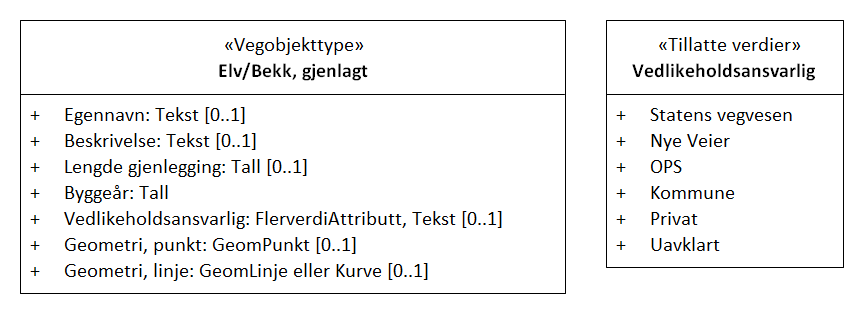 «Vegobjekttype»
Elv/Bekk, gjenlagt
+ Egennavn: Tekst [0..1]
+ Beskrivelse: Tekst [0..1]
+ Lengde gjenlegging: Tall [0..1]
+ Byggeår: Tall
+ Vedlikeholdsansvarlig: FlerverdiAttributt, Tekst [0..1]
+ Geometri, punkt: GeomPunkt [0..1]
+ Geometri, linje: GeomLinje eller Kurve [0..1]
«Tillatte verdier»
Vedlikeholdsansvarlig
+ Statens vegvesen
+ Nye Veier
+ OPS
+ Kommune
+ Privat
+ Uavklart